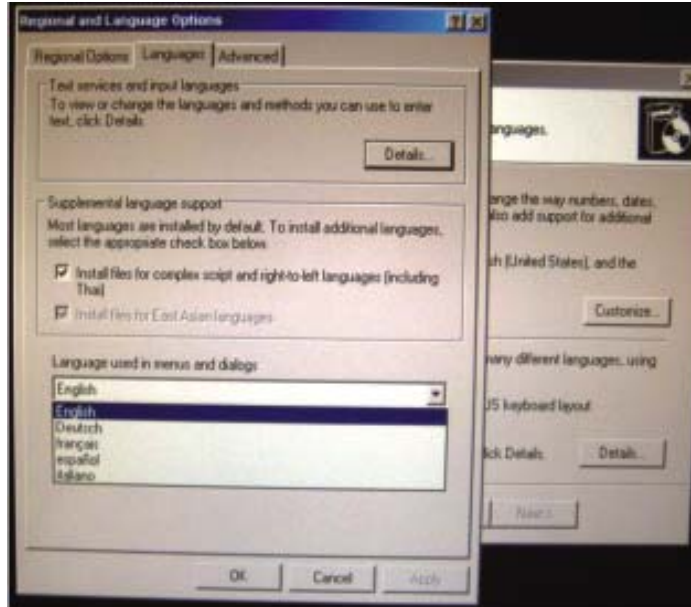 Regional and Language Options
Regional Options
Languages
Advanced
Text services and input languages
To view or change the languages and methods you can use to enter
text, click Details.
Details...
Supplemental language support
Most languages are installed by default. To install additional languages,
select the appropriate check box below.
Install files for complex script and right-to-left languages (including
Thai)
Install files for East Asian languages
Language used in menus and dialogs
English
English
Deutsch
français
español
italiano
OK
Cancel
Apply
anguages.
ange the way numbers, dates,
lso add support for additional
sh (United States), and the
Customize...
many different languages, using
US keyboard layout
lick Details.
Details...
Next >